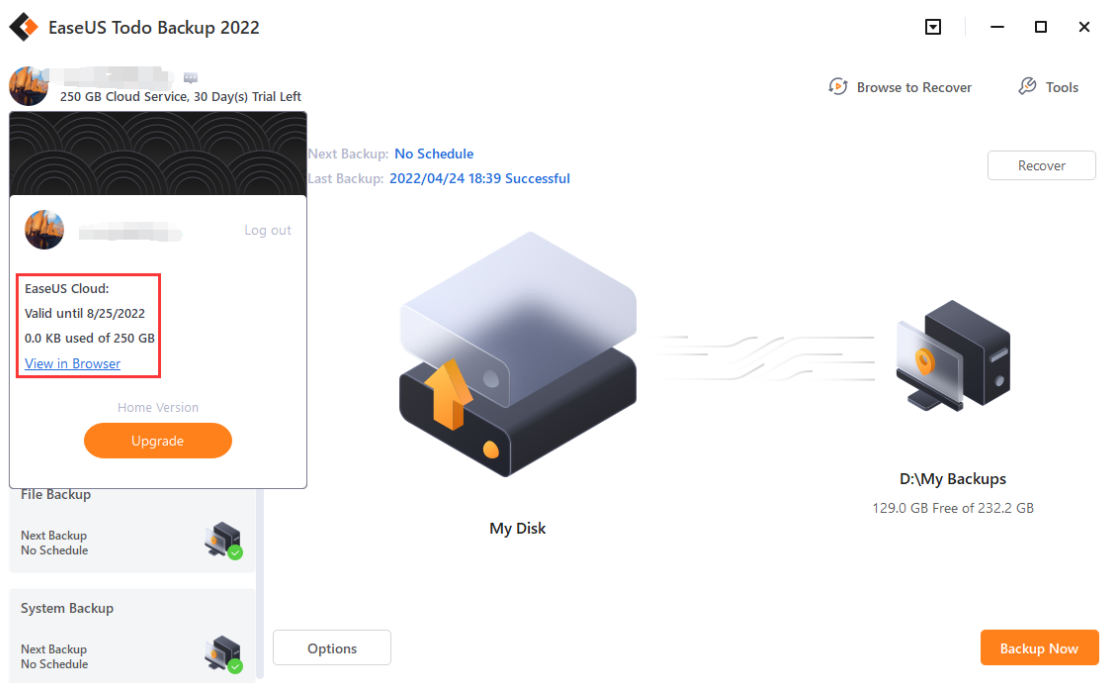 EaseUS Todo Backup 2022
250 GB Cloud Service, 30 Day(s) Trial Left
Browse to Recover
Tools
Next Backup: No Schedule
Last Backup: 2022/04/24 18:39 Successful
Recover
Log out
EaseUS Cloud:
Valid until 8/25/2022
0.0 KB used of 250 GB
View in Browser
Home Version
Upgrade
My Disk
D:\My Backups
129.0 GB Free of 232.2 GB
File Backup
Next Backup
No Schedule
System Backup
Next Backup
No Schedule
Options
Backup Now